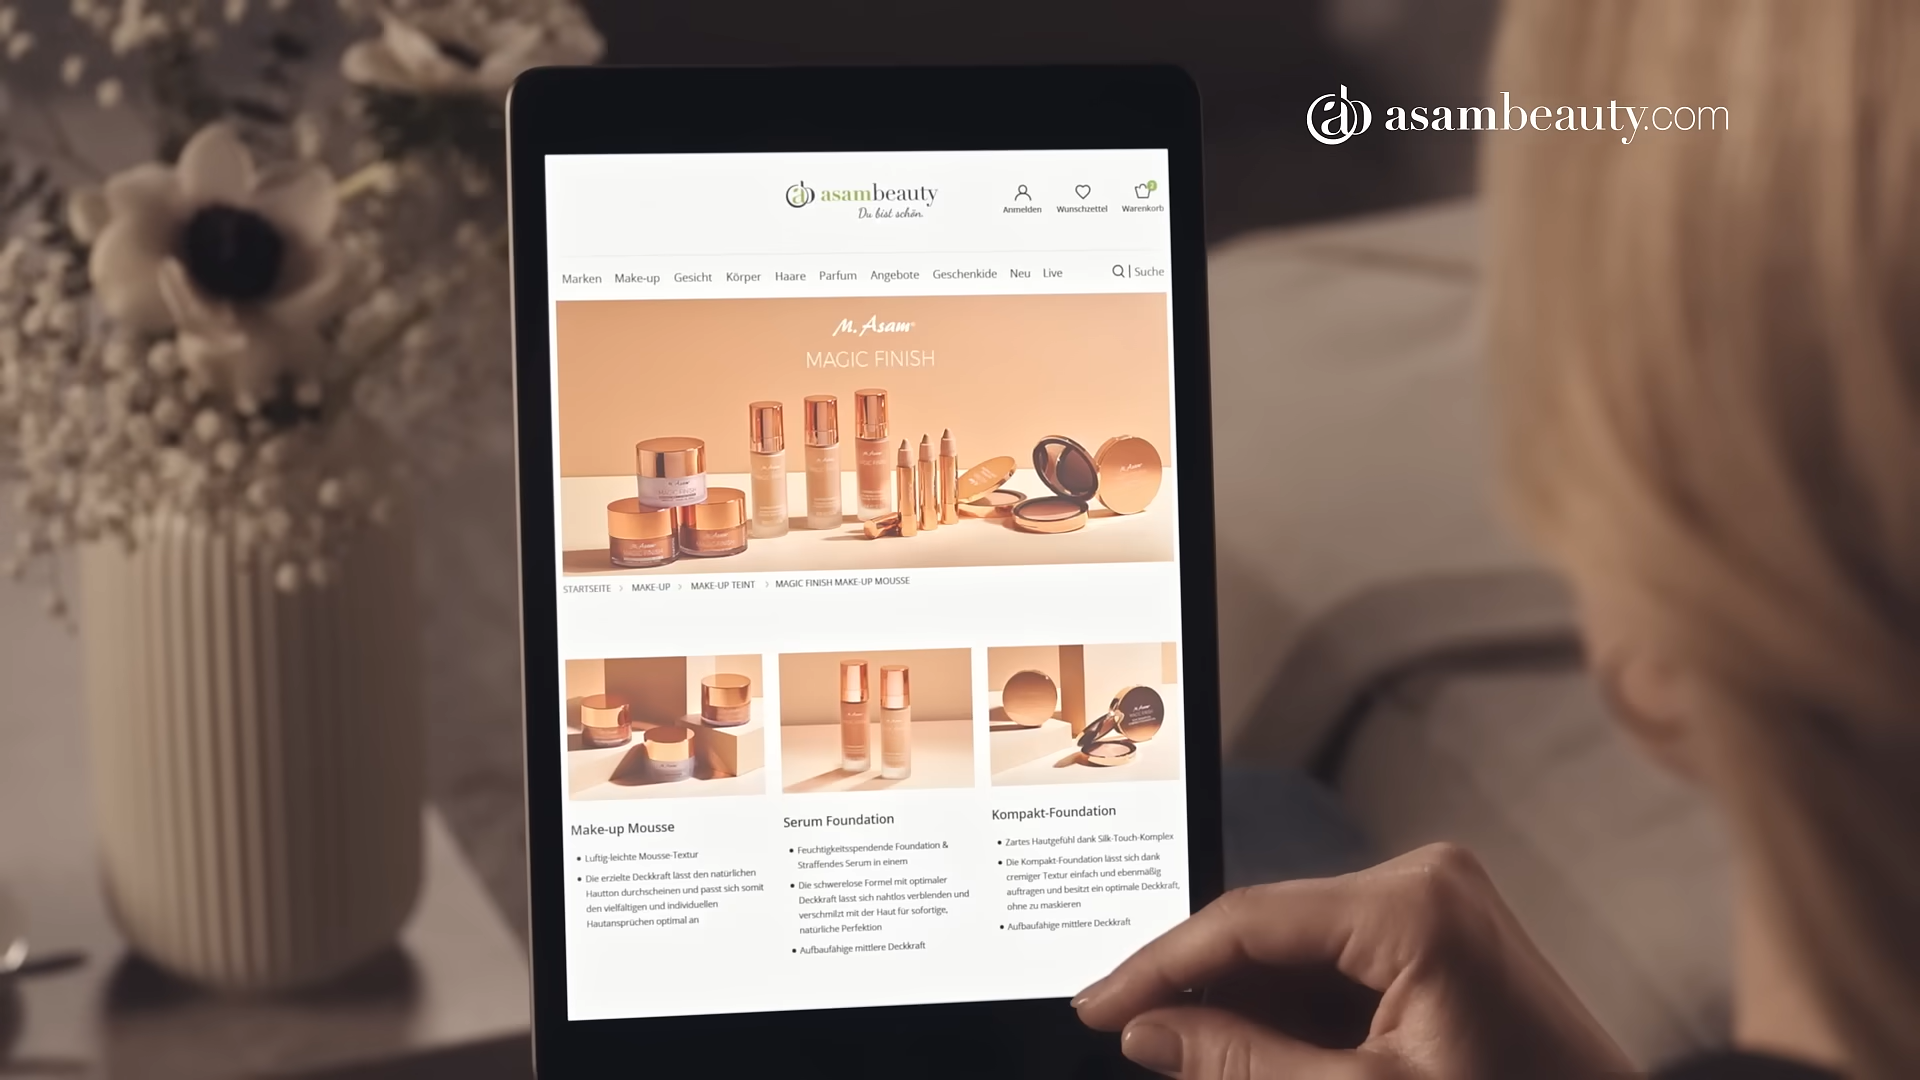 asambeauty.com
asambeauty
Du bist schön.
Anmelden Wunschzettel Warenkorb
2
Marken Make-up Gesicht Körper Haare Parfum Angebote Geschenkide Neu Live Suche
M. Asam®
MAGIC FINISH
STARTSEITE > MAKE-UP > MAKE-UP TEINT > MAGIC FINISH MAKE-UP MOUSSE
Make-up Mousse
• Luftig-leichte Mousse-Textur
• Die erzielte Deckkraft lässt den natürlichen
Hautton durchscheinen und passt sich somit
den vielfältigen und individuellen
Hautansprüchen optimal an
Serum Foundation
• Feuchtigkeitsspendende Foundation &
Straffendes Serum in einem
• Die schwerelose Formel mit optimaler
Deckkraft lässt sich nahtlos verblenden und
verschmilzt mit der Haut für sofortige,
natürliche Perfektion
• Aufbaufähige mittlere Deckkraft
Kompakt-Foundation
• Zartes Hautgefühl dank Silk-Touch-Komplex
• Die Kompakt-Foundation lässt sich dank
cremiger Textur einfach und ebenmäßig
auftragen und besitzt ein optimale Deckkraft,
ohne zu maskieren
• Aufbaufähige mittlere Deckkraft